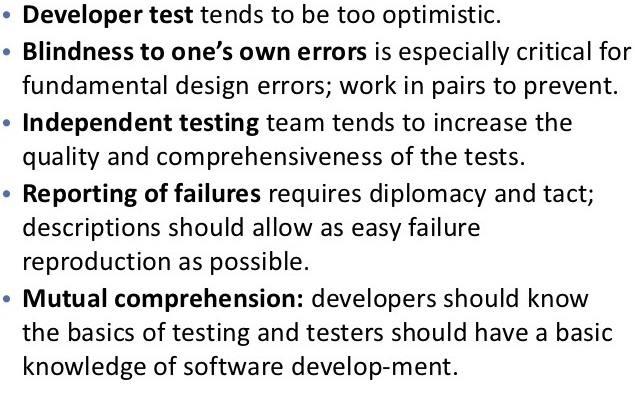 • Developer test tends to be too optimistic.
• Blindness to one’s own errors is especially critical for
fundamental design errors; work in pairs to prevent.
• Independent testing team tends to increase the
quality and comprehensiveness of the tests.
• Reporting of failures requires diplomacy and tact;
descriptions should allow as easy failure
reproduction as possible.
• Mutual comprehension: developers should know
the basics of testing and testers should have a basic
knowledge of software develop-ment.